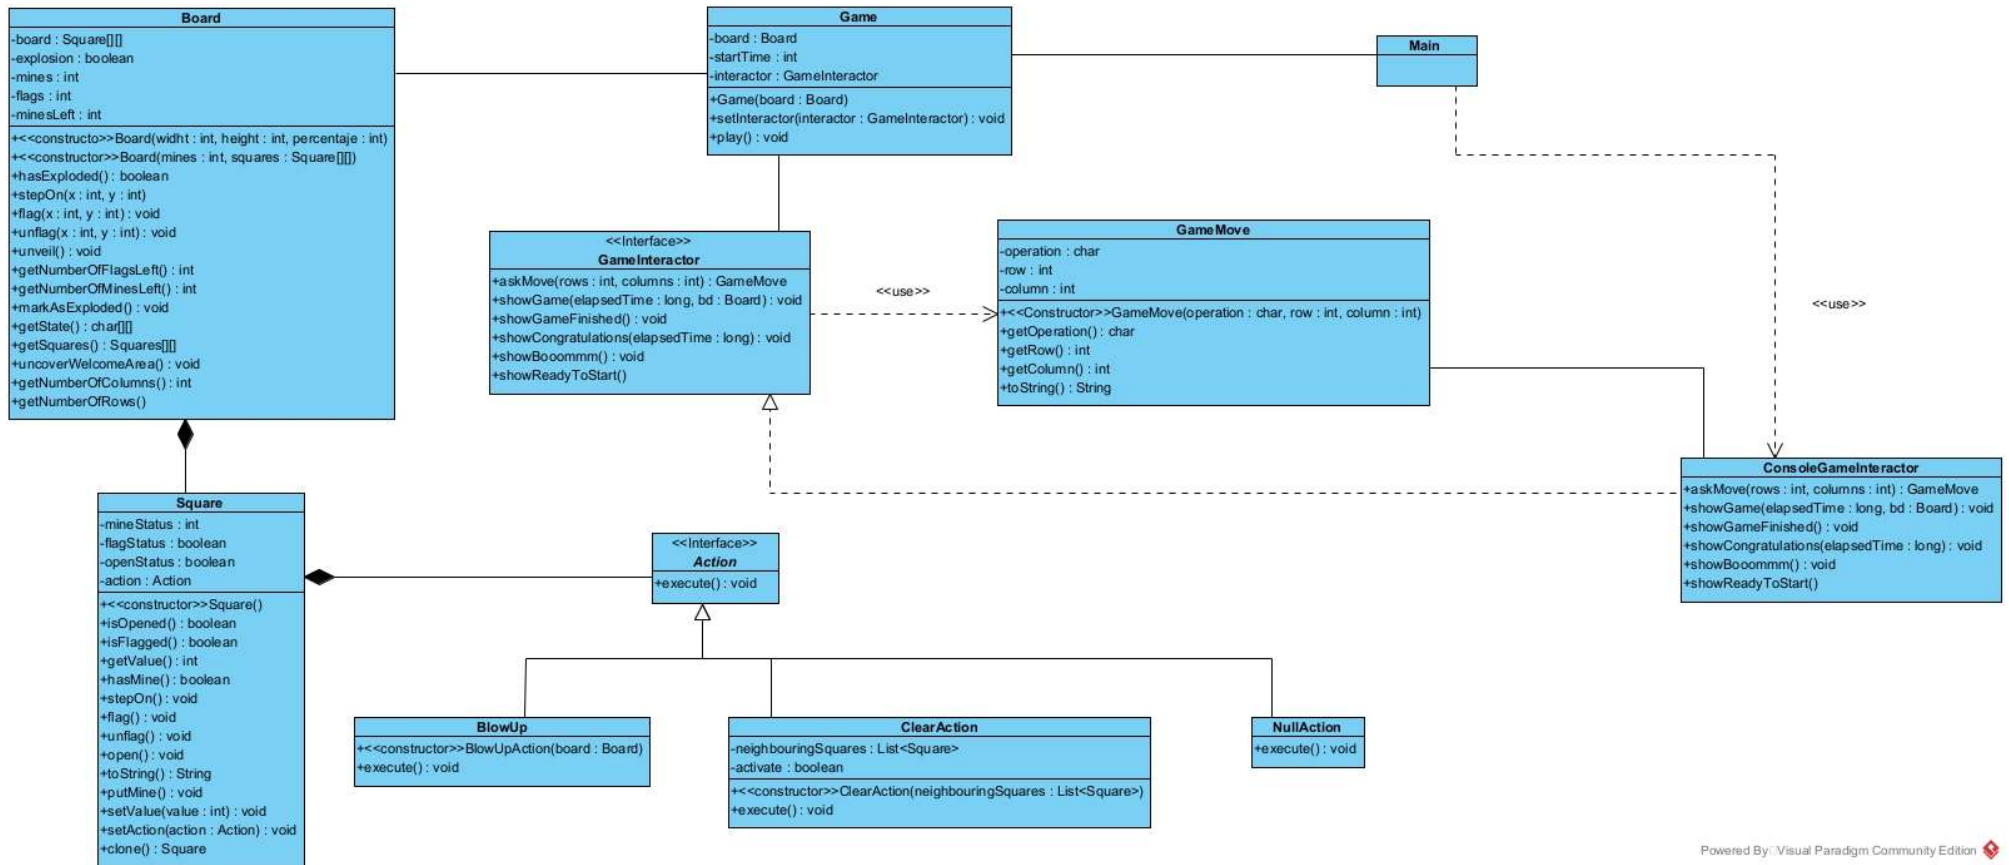 Board
-board : Square[][]
-explosion : boolean
-mines : int
-flags : int
-minesLeft : int
+<<constructo>>Board(widht : int, height : int, percentaje : int)
+<<constructor>>Board(mines : int, squares : Square[][])
+hasExploded() : boolean
+stepOn(x : int, y : int)
+flag(x : int, y : int) : void
+unflag(x : int, y : int) : void
+unveil() : void
+getNumberOfFlagsLeft() : int
+getNumberOfMinesLeft() : int
+markAsExploded() : void
+getState() : char[][]
+getSquares() : Squares[][]
+uncoverWelcomeArea() : void
+getNumberOfColumns() : int
+getNumberOfRows()
Game
-board : Board
-startTime : int
-interactor : GameInteractor
+Game(board : Board)
+setInteractor(interactor : GameInteractor) : void
+play() : void
Main
<<Interface>>
GameInteractor
+askMove(rows : int, columns : int) : GameMove
+showGame(elapsedTime : long, bd : Board) : void
+showGameFinished() : void
+showCongratulations(elapsedTime : long) : void
+showBooommm() : void
+showReadyToStart()
<<use>>
GameMove
-operation : char
-row : int
-column : int
+<<Constructor>>GameMove(operation : char, row : int, column : int)
+getOperation() : char
+getRow() : int
+getColumn() : int
+toString() : String
<<use>>
ConsoleGameInteractor
+askMove(rows : int, columns : int) : GameMove
+showGame(elapsedTime : long, bd : Board) : void
+showGameFinished() : void
+showCongratulations(elapsedTime : long) : void
+showBooommm() : void
+showReadyToStart()
Square
-mineStatus : int
-flagStatus : boolean
-openStatus : boolean
-action : Action
+<<constructor>>Square()
+isOpened() : boolean
+isFlagged() : boolean
+getValue() : int
+hasMine() : boolean
+stepOn() : void
+flag() : void
+unflag() : void
+open() : void
+toString() : String
+putMine() : void
+setValue(value : int) : void
+setAction(action : Action) : void
+clone() : Square
<<Interface>>
Action
+execute() : void
BlowUp
+<<constructor>>BlowUpAction(board : Board)
+execute() : void
ClearAction
-neighbouringSquares : List<Square>
-activate : boolean
+<<constructor>>ClearAction(neighbouringSquares : List<Square>)
+execute() : void
NullAction
+execute() : void
Powered By Visual Paradigm Community Edition